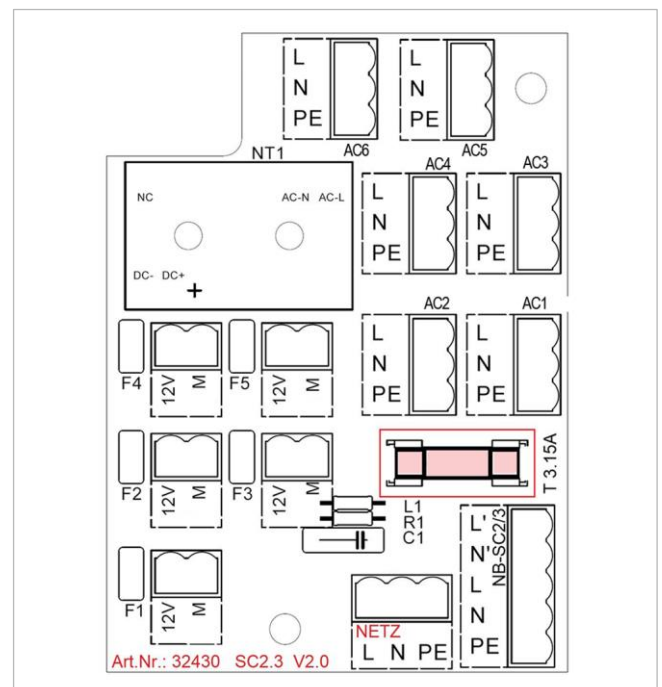 L
N
PE
AC6
L
N
PE
AC5
NT1
NC
AC-N AC-L
DC- DC+
+
AC4
L
N
PE
AC3
L
N
PE
AC2
L
N
PE
AC1
L
N
PE
F4
12V
M
F5
12V
M
T 3.15A
F2
12V
M
F3
12V
M
L1
R1
C1
L'
N'
L
N
PE
NB-SC2/3
F1
12V
M
NETZ
L N PE
Art.Nr.: 32430 SC2.3 V2.0